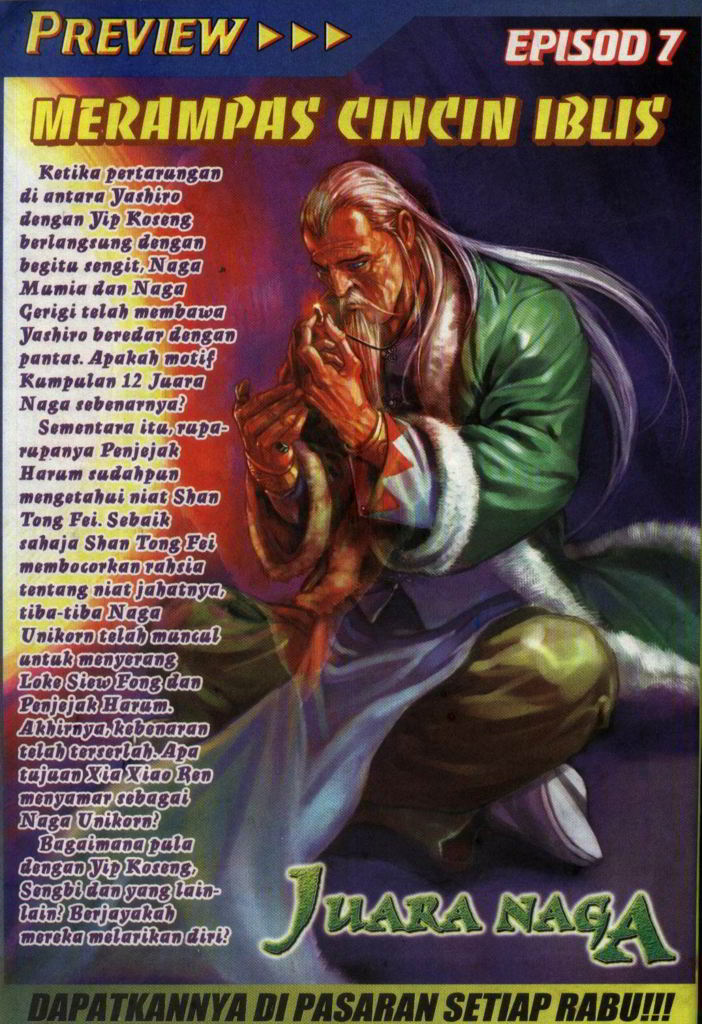 PREVIEW
EPISOD 7
MERAMPAS CINCIN IBLIS
Ketika pertarungan
di antara Yashiro
dengan Yip Koseng
berlangsung dengan
begitu sengit, Naga
Mumia dan Naga
Gerigi telah membawa
Yashiro beredar dengan
pantas. Apakah motif
Kumpulan 12 Juara
Naga sebenarnya?
Sementara itu, rupa-
rupanya Penjejak
Harum sudahpun
mengetahui niat Shan
Tong Fei. Sebaik
sahaja Shan Tong Fei
membocorkan rahsia
tentang niat jahatnya,
tiba-tiba Naga
Unikorn telah muncul
untuk menyerang
Loke Siew Fong dan
Penjejak Harum.
Akhirnya, kebenaran
telah terserlah. Apa
tujuan Xia Xiao Ren
menyamar sebagai
Naga Unikorn?
Bagaimana pula
dengan Yip Koseng,
Sengbi dan yang lain-
lain? Berjayakah
mereka melarikan diri?
JUARA NAGA
DAPATKANNYA DI PASARAN SETIAP RABU!!!